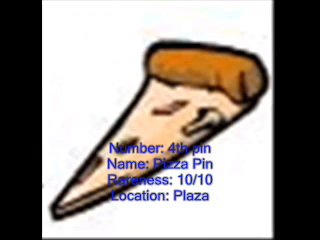 Number: 4th pin
Name: Pizza Pin
Rareness: 10/10
Location: Plaza